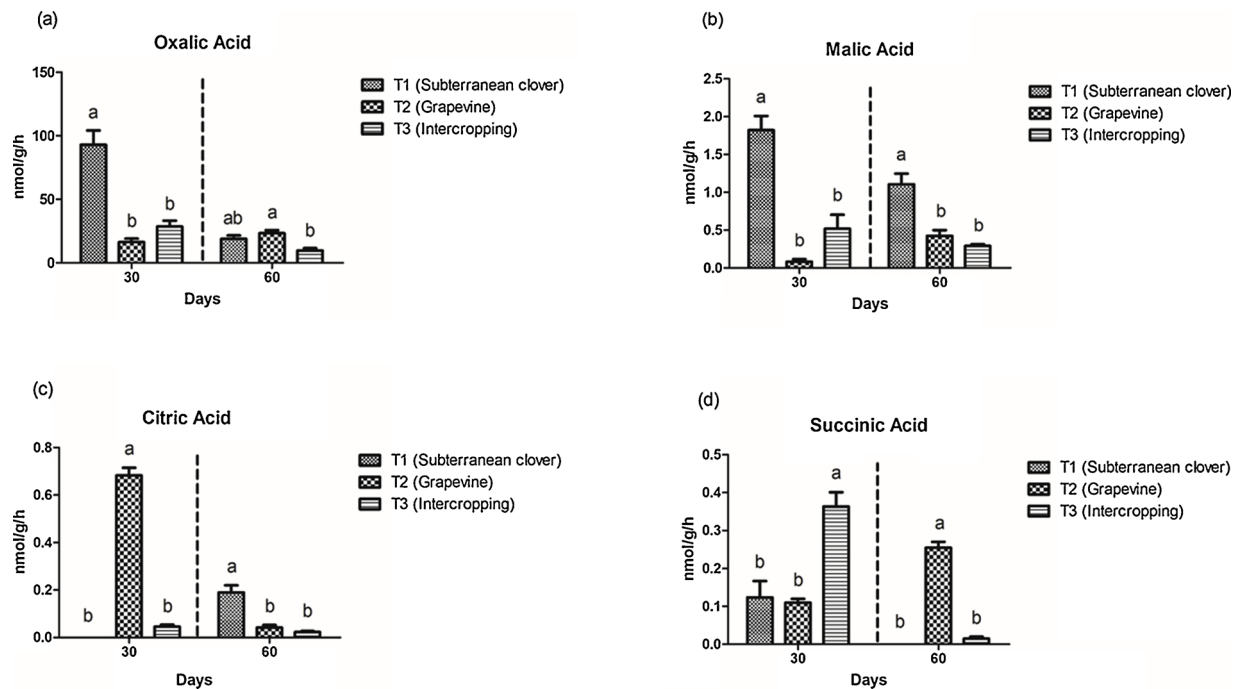 (a)
Oxalic Acid
150
100
50
0
nmol/g/h
a
b
b
ab
a
b
30
60
Days
T1 (Subterranean clover)
T2 (Grapevine)
T3 (Intercropping)
(b)
Malic Acid
2.5
2.0
1.5
1.0
0.5
0.0
nmol/g/h
a
b
b
a
b
b
30
60
Days
T1 (Subterranean clover)
T2 (Grapevine)
T3 (Intercropping)
(c)
Citric Acid
0.8
0.6
0.4
0.2
0.0
nmol/g/h
b
a
b
a
b
b
30
60
Days
T1 (Subterranean clover)
T2 (Grapevine)
T3 (Intercropping)
(d)
Succinic Acid
0.5
0.4
0.3
0.2
0.1
0.0
nmol/g/h
b
b
a
b
a
b
30
60
Days
T1 (Subterranean clover)
T2 (Grapevine)
T3 (Intercropping)